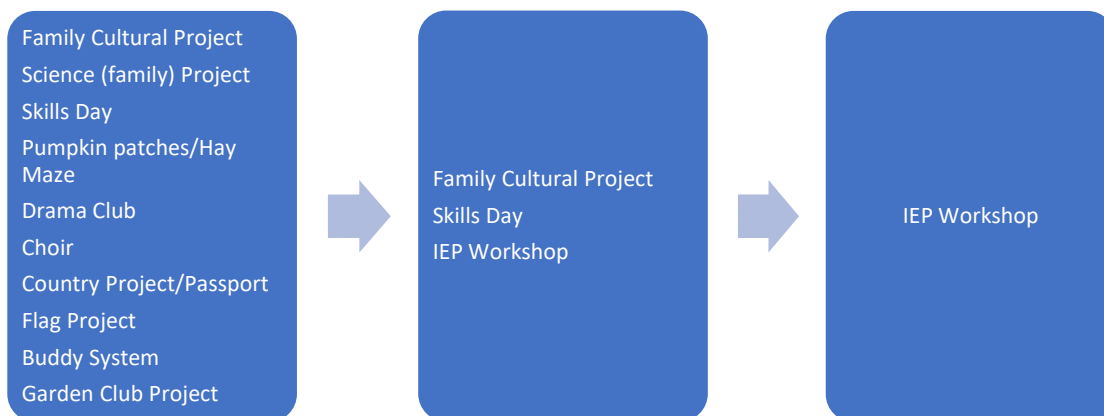 Family Cultural Project
Science (family) Project
Skills Day
Pumpkin patches/Hay
Maze
Drama Club
Choir
Country Project/Passport
Flag Project
Buddy System
Garden Club Project
Family Cultural Project
Skills Day
IEP Workshop
IEP Workshop